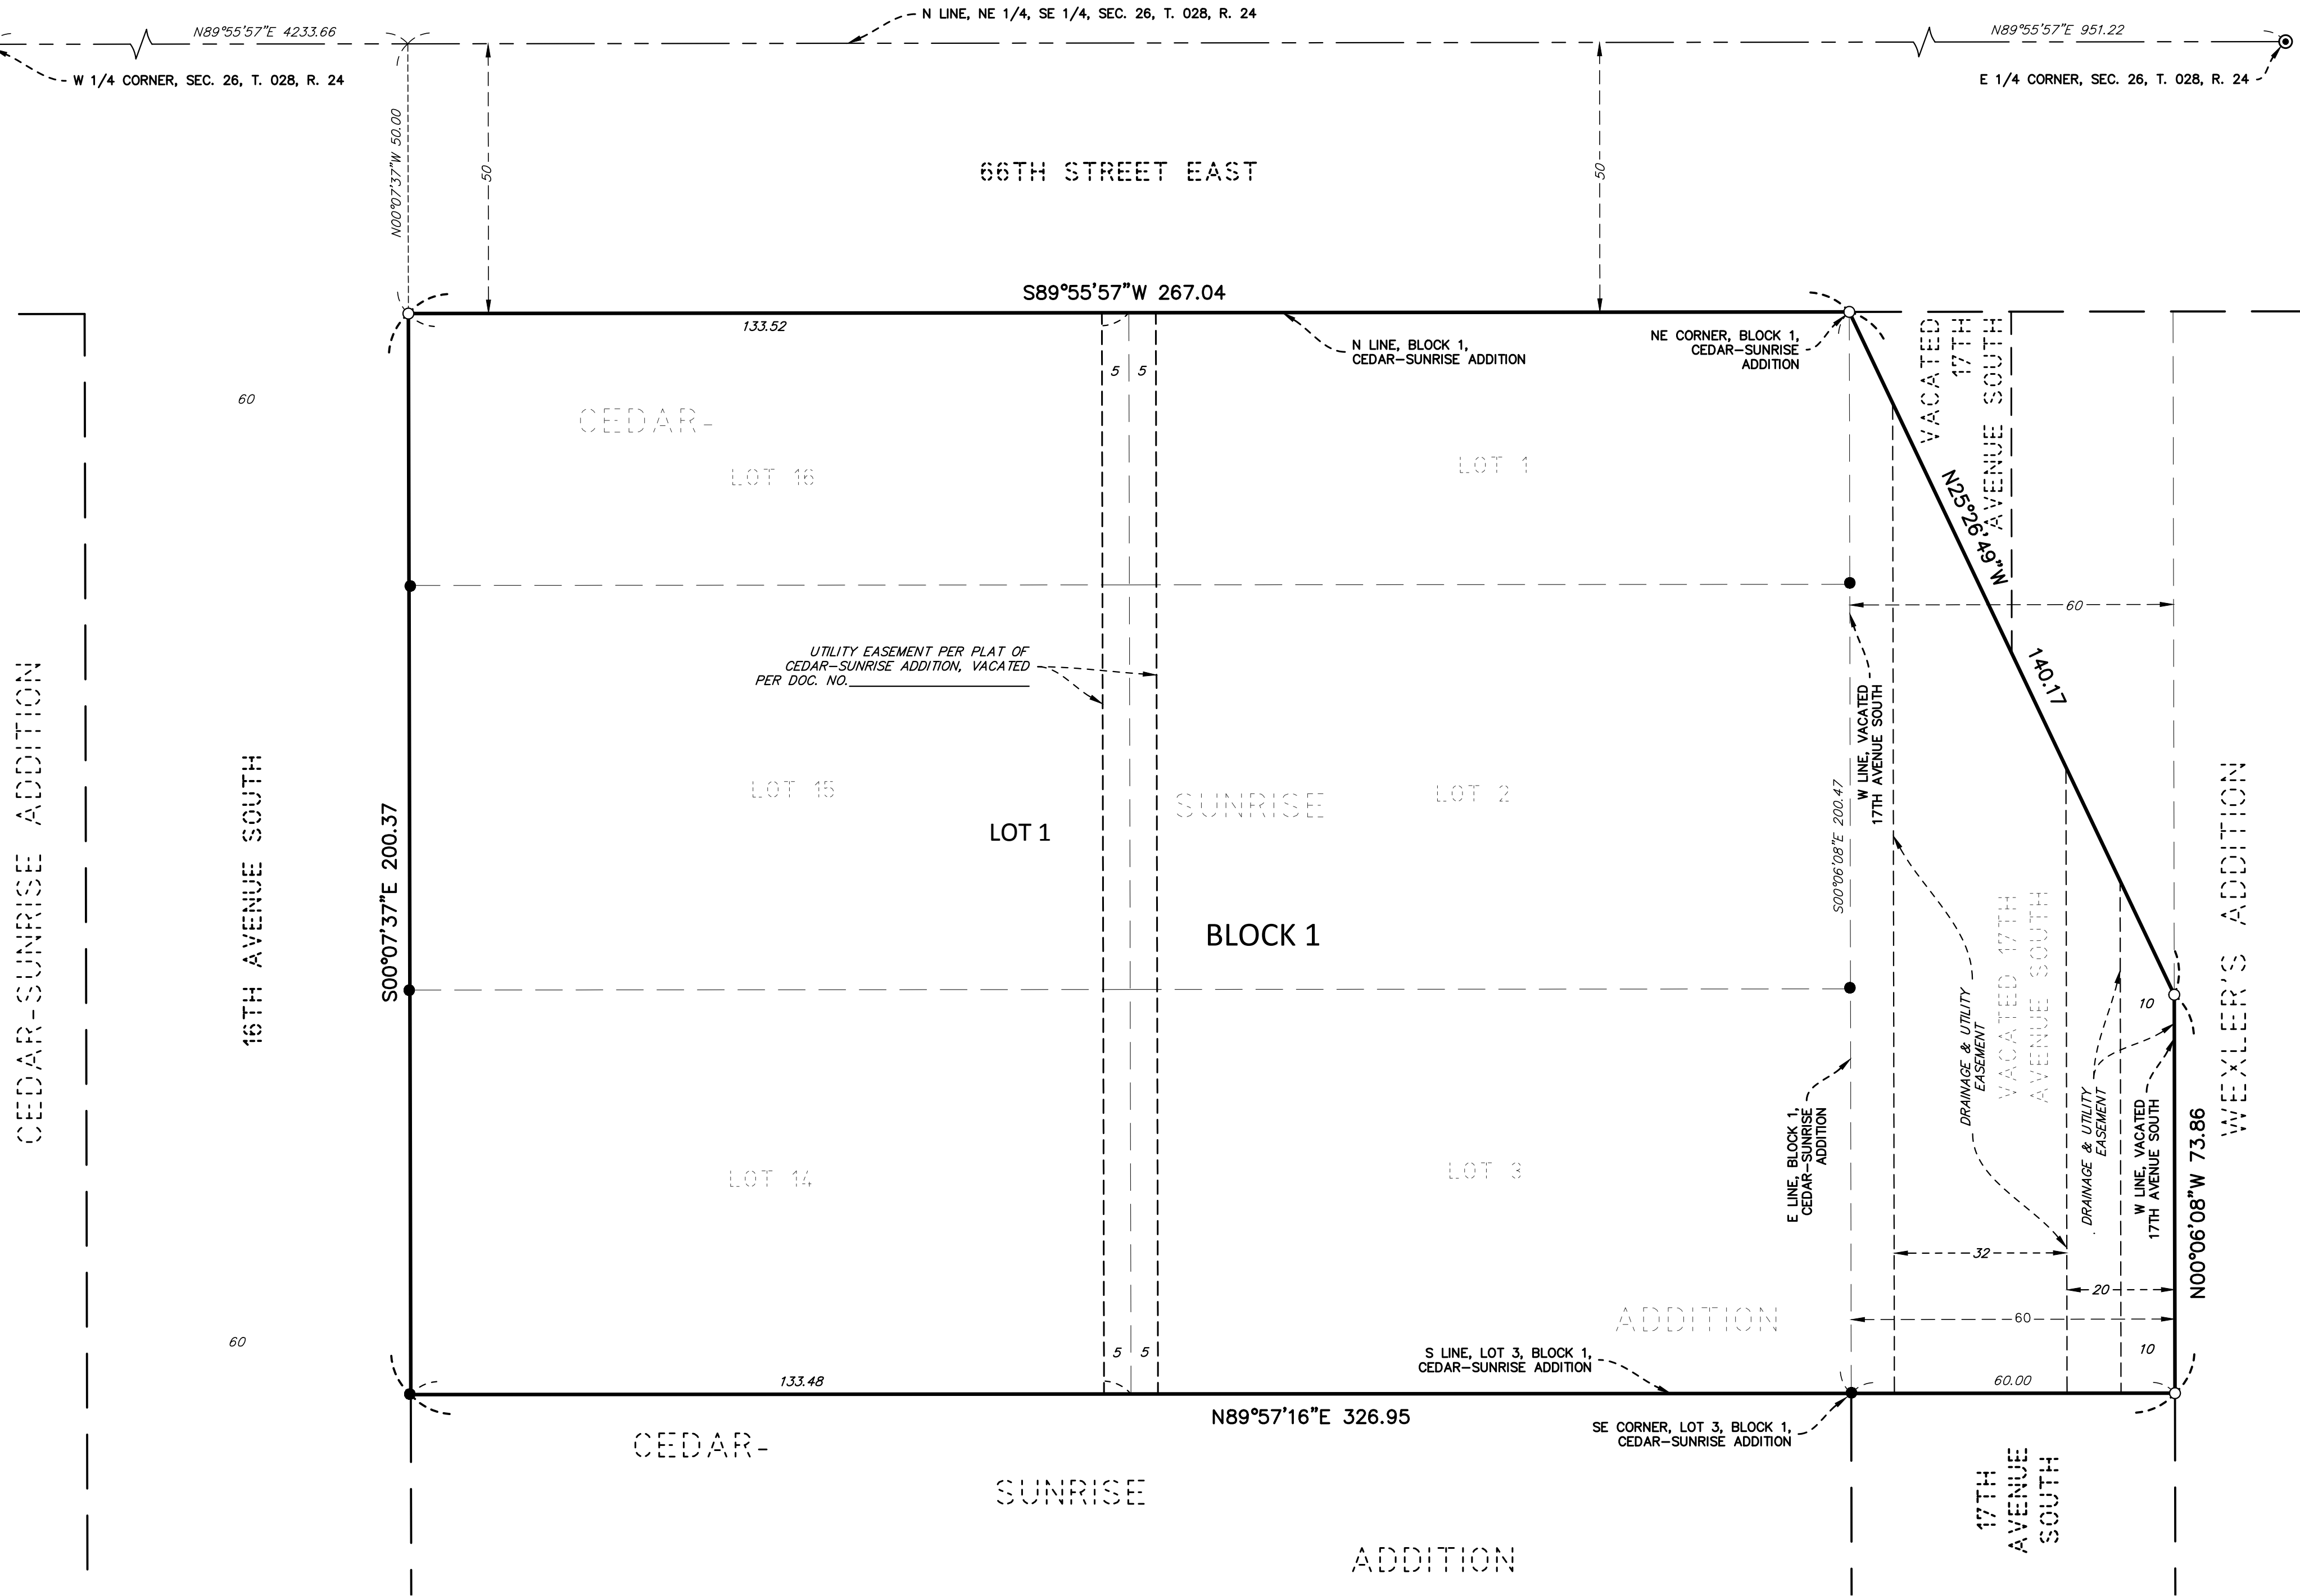 N LINE, NE 1/4, SE 1/4, SEC. 26, T. 028, R. 24
N89°55'57"E 4233.66
N89°55'57"E 951.22
W 1/4 CORNER, SEC. 26, T. 028, R. 24
E 1/4 CORNER, SEC. 26, T. 028, R. 24
N00°07'37"W 50.00
50
50
66TH STREET EAST
S89°55'57"W 267.04
133.52
N LINE, BLOCK 1,
CEDAR-SUNRISE ADDITION
NE CORNER, BLOCK 1,
CEDAR-SUNRISE
ADDITION
VACATED
17TH
AVENUE SOUTH
5
5
60
CEDAR-
LOT 16
LOT 1
N25°26'49"W
140.17
60
UTILITY EASEMENT PER PLAT OF
CEDAR-SUNRISE ADDITION, VACATED
PER DOC. NO.
W LINE, VACATED
17TH AVENUE SOUTH
CEDAR-SUNRISE ADDITION
16TH AVENUE SOUTH
S00°07'37"E 200.37
LOT 15
SUNRISE
LOT 2
LOT 1
BLOCK 1
S00°06'08"E 200.47
WEXLER'S ADDITION
VACATED 17TH
AVENUE SOUTH
DRAINAGE & UTILITY
EASEMENT
DRAINAGE & UTILITY
EASEMENT
10
W LINE, VACATED
17TH AVENUE SOUTH
N00°06'08"W 73.86
E LINE, BLOCK 1,
CEDAR-SUNRISE
ADDITION
LOT 14
LOT 3
32
20
60
ADDITION
60
5
5
S LINE, LOT 3, BLOCK 1,
CEDAR-SUNRISE ADDITION
10
133.48
60.00
N89°57'16"E 326.95
SE CORNER, LOT 3, BLOCK 1,
CEDAR-SUNRISE ADDITION
CEDAR-
SUNRISE
ADDITION
17TH
AVENUE
SOUTH